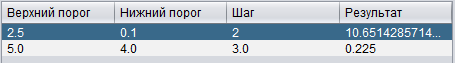 Верхний порог Нижний порог Шаг Результат
2.5 0.1 2 10.6514285714...
5.0 4.0 3.0 0.225